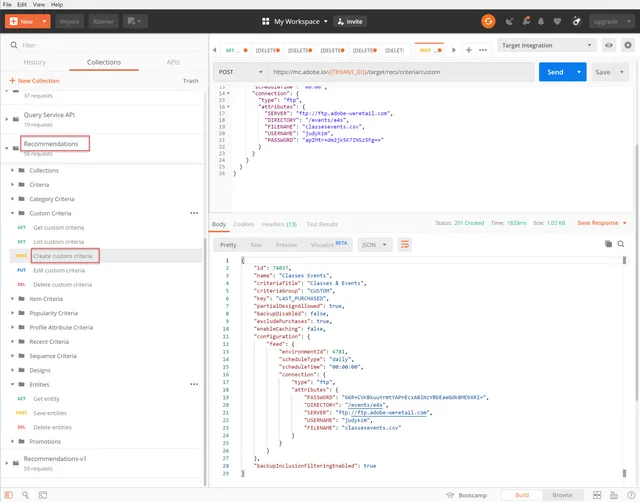 File Edit View Help
New
Import
Runner
My Workspace
Invite
Upgrade
Filter
History
Collections
APIs
New Collection
Trash
37 requests
Query Service API
19 requests
Recommendations
56 requests
Collections
Criteria
Category Criteria
Custom Criteria
GET Get custom criteria
GET List custom criteria
POST Create custom criteria
PUT Edit custom criteria
DEL Delete custom criteria
Item Criteria
Popularity Criteria
Profile Attribute Criteria
Recent Criteria
Sequence Criteria
Designs
Entities
GET Get entity
POST Save entities
DEL Delete entities
Promotions
Recommendations-v1
59 requests
GET
[DELETE]
[DELETE]
[DELETE]
[DELET]
POST
Target Integration
POST
https://mc.adobe.io/{{TENANT_ID}}/target/recs/criteria/custom
Send
Save
13 "scheduleTime": "00:00",
14 "connection": {
15 "type": "ftp",
16 "attributes": {
17 "SERVER": "ftp://ftp.adobe-weretail.com",
18 "DIRECTORY": "/events/e4s",
19 "FILENAME": "classesevents.csv",
20 "USERNAME": "judykim",
21 "PASSWORD":
22 }
23 }
24 }
25 }
26 }
Body
Cookies
Headers (13)
Test Results
Status: 201 Created
Time: 1833ms
Size: 1.02 KB
Save Response
Pretty
Raw
Preview
Visualize BETA
JSON
1 {
2 "id": 74037,
3 "name": "Classes Events",
4 "criteriaTitle": "Classes & Events",
5 "criteriaGroup": "CUSTOM",
6 "key": "LAST_PURCHASED",
7 "partialDesignAllowed": true,
8 "backupDisabled": false,
9 "excludePurchases": true,
10 "enableCaching": false,
11 "configuration": {
12 "feed": {
13 "environmentId": 6781,
14 "scheduleType": "daily",
15 "scheduleTime": "00:00:00",
16 "connection": {
17 "type": "ftp",
18 "attributes": {
19 "PASSWORD":
20 "DIRECTORY": "/events/e4s",
21 "SERVER": "ftp://ftp.adobe-weretail.com",
22 "USERNAME": "judykim",
23 "FILENAME": "classesevents.csv"
24 }
25 }
26 }
27 },
28 "backupInclusionFilteringEnabled": true
29 }
Bootcamp
Build
Browse